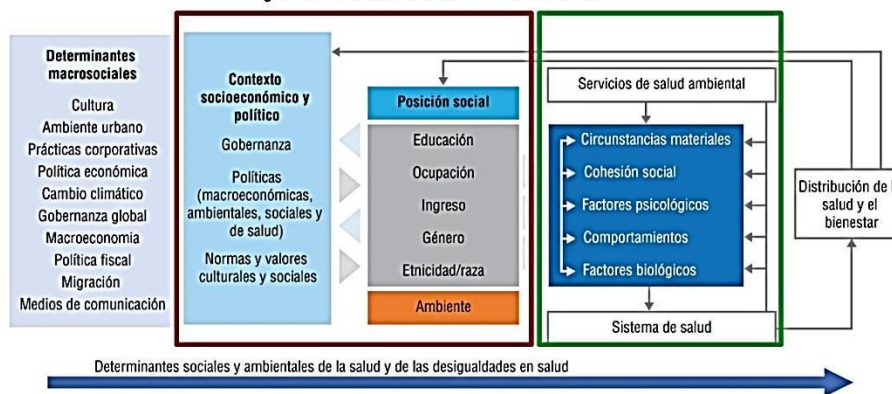 Determinantes
macrosociales
Cultura
Ambiente urbano
Prácticas corporativas
Política económica
Cambio climático
Gobernanza global
Macroeconomia
Política fiscal
Migración
Medios de comunicación
Contexto
socioeconómico y
político
Gobernanza
Políticas
(macroeconómicas,
ambientales, sociales y
de salud)
Normas y valores
culturales y sociales
Posición social
Educación
Ocupación
Ingreso
Género
Etnicidad/raza
Ambiente
Servicios de salud ambiental
Circunstancias materiales
Cohesión social
Factores psicológicos
Comportamientos
Factores biológicos
Sistema de salud
Distribución de l
salud y el
bienestar
Determinantes sociales y ambientales de la salud y de las desigualdades en salud